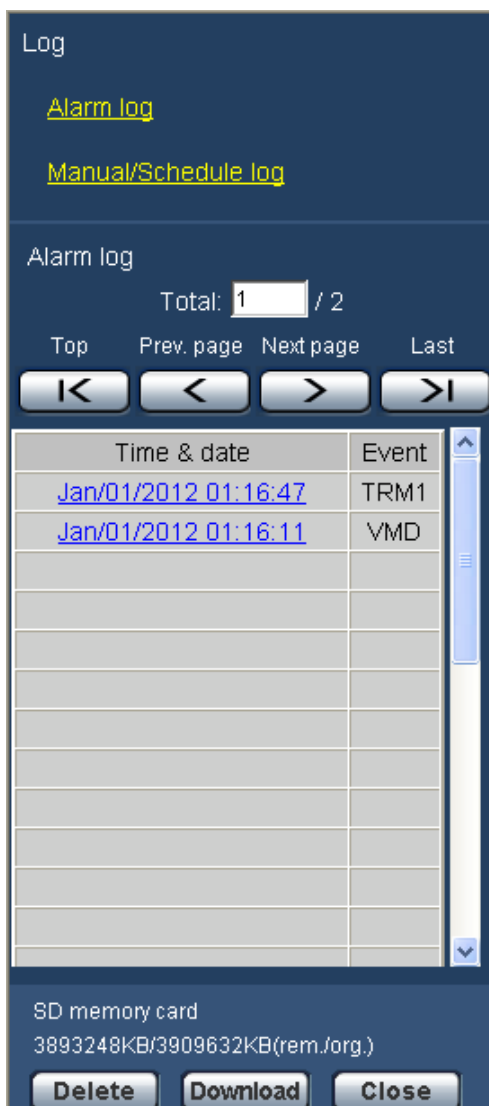 Log
Alarm log
Manual/Schedule log
Alarm log
Total: 1 / 2
Top Prev. page Next page Last
Time & date Event
Jan/01/2012 01:16:47 TRM1
Jan/01/2012 01:16:11 VMD
SD memory card
3893248KB/3909632KB(rem./org.)
Delete Download Close